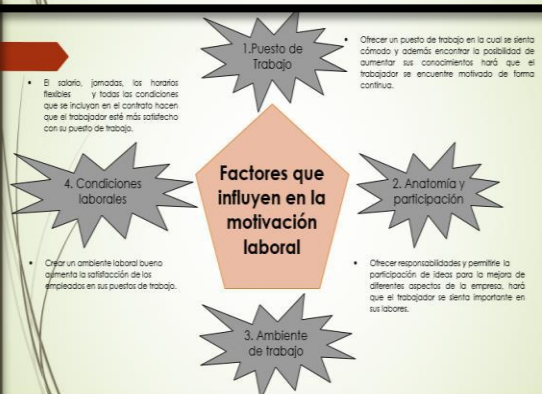 1.Puesto de
Trabajo
• Ofrecer un puesto de trabajo en la cual se sienta
cómodo y además encontrar la posibilidad de
aumentar sus conocimientos hará que el
trabajador se encuentre motivado de forma
continua.
• El salario, jornadas, los horarios
flexibles y todas las condiciones
que se incluyan en el contrato hacen
que el trabajador esté más satisfecho
con su puesto de trabajo.
Factores que
influyen en la
motivación
laboral
4. Condiciones
laborales
2. Anatomía y
participación
• Crear un ambiente laboral bueno
aumenta la satisfacción de los
empleados en sus puestos de trabajo.
• Ofrecer responsabilidades y permitirle la
participación de ideas para la mejora de
diferentes aspectos de la empresa, hará
que el trabajador se sienta importante en
sus labores.
3. Ambiente
de trabajo